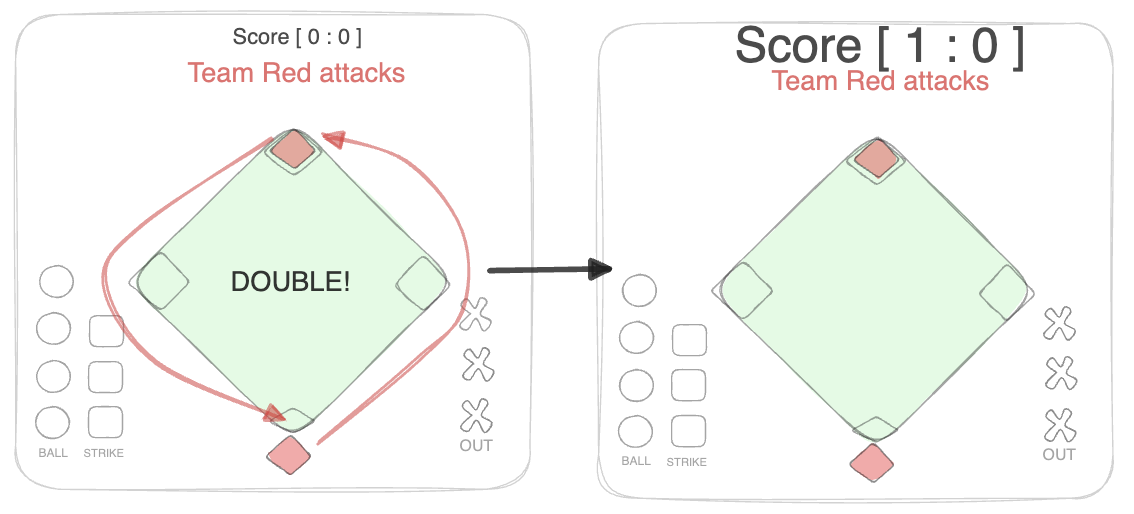 Score [ 0 : 0 ]
Team Red attacks
DOUBLE!
BALL
STRIKE
OUT
Score [ 1 : 0 ]
Team Red attacks
BALL
STRIKE
OUT